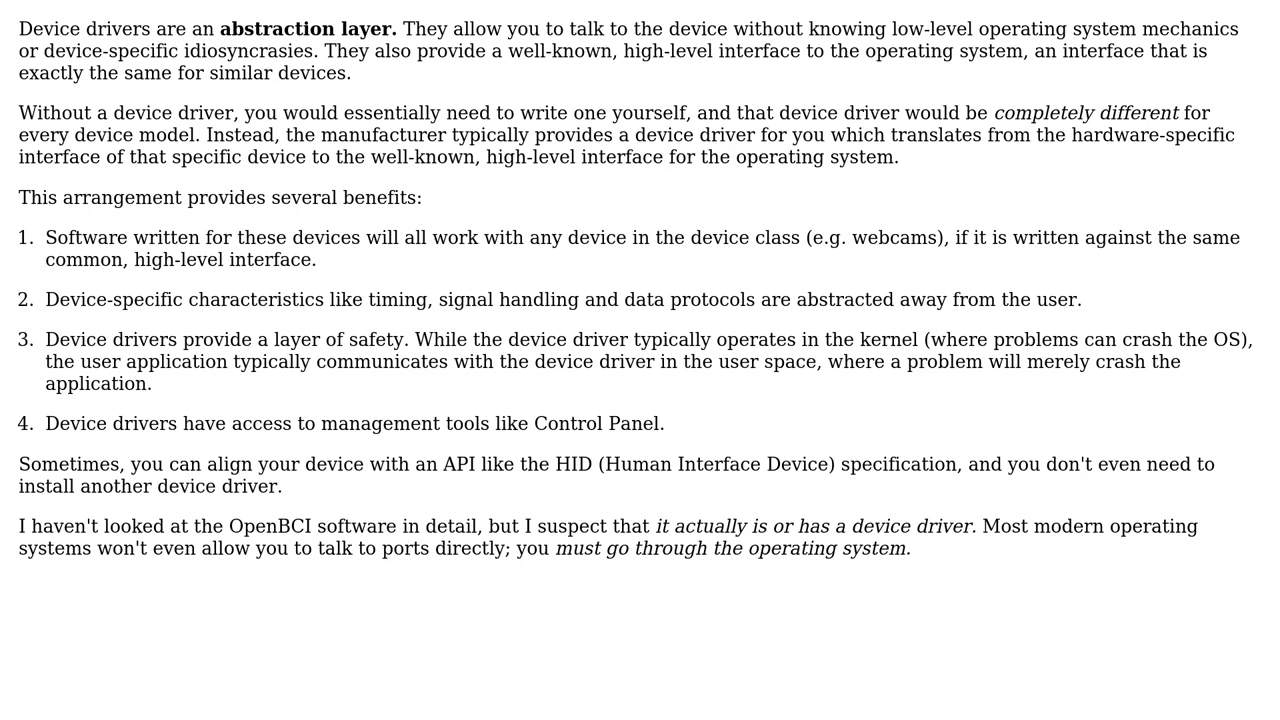 Device drivers are an abstraction layer. They allow you to talk to the device without knowing low-level operating system mechanics
or device-specific idiosyncrasies. They also provide a well-known, high-level interface to the operating system, an interface that is
exactly the same for similar devices.
Without a device driver, you would essentially need to write one yourself, and that device driver would be completely different for
every device model. Instead, the manufacturer typically provides a device driver for you which translates from the hardware-specific
interface of that specific device to the well-known, high-level interface for the operating system.
This arrangement provides several benefits:
1. Software written for these devices will all work with any device in the device class (e.g. webcams), if it is written against the same
common, high-level interface.
2. Device-specific characteristics like timing, signal handling and data protocols are abstracted away from the user.
3. Device drivers provide a layer of safety. While the device driver typically operates in the kernel (where problems can crash the OS),
the user application typically communicates with the device driver in the user space, where a problem will merely crash the
application.
4. Device drivers have access to management tools like Control Panel.
Sometimes, you can align your device with an API like the HID (Human Interface Device) specification, and you don't even need to
install another device driver.
I haven't looked at the OpenBCI software in detail, but I suspect that it actually is or has a device driver. Most modern operating
systems won't even allow you to talk to ports directly; you must go through the operating system.